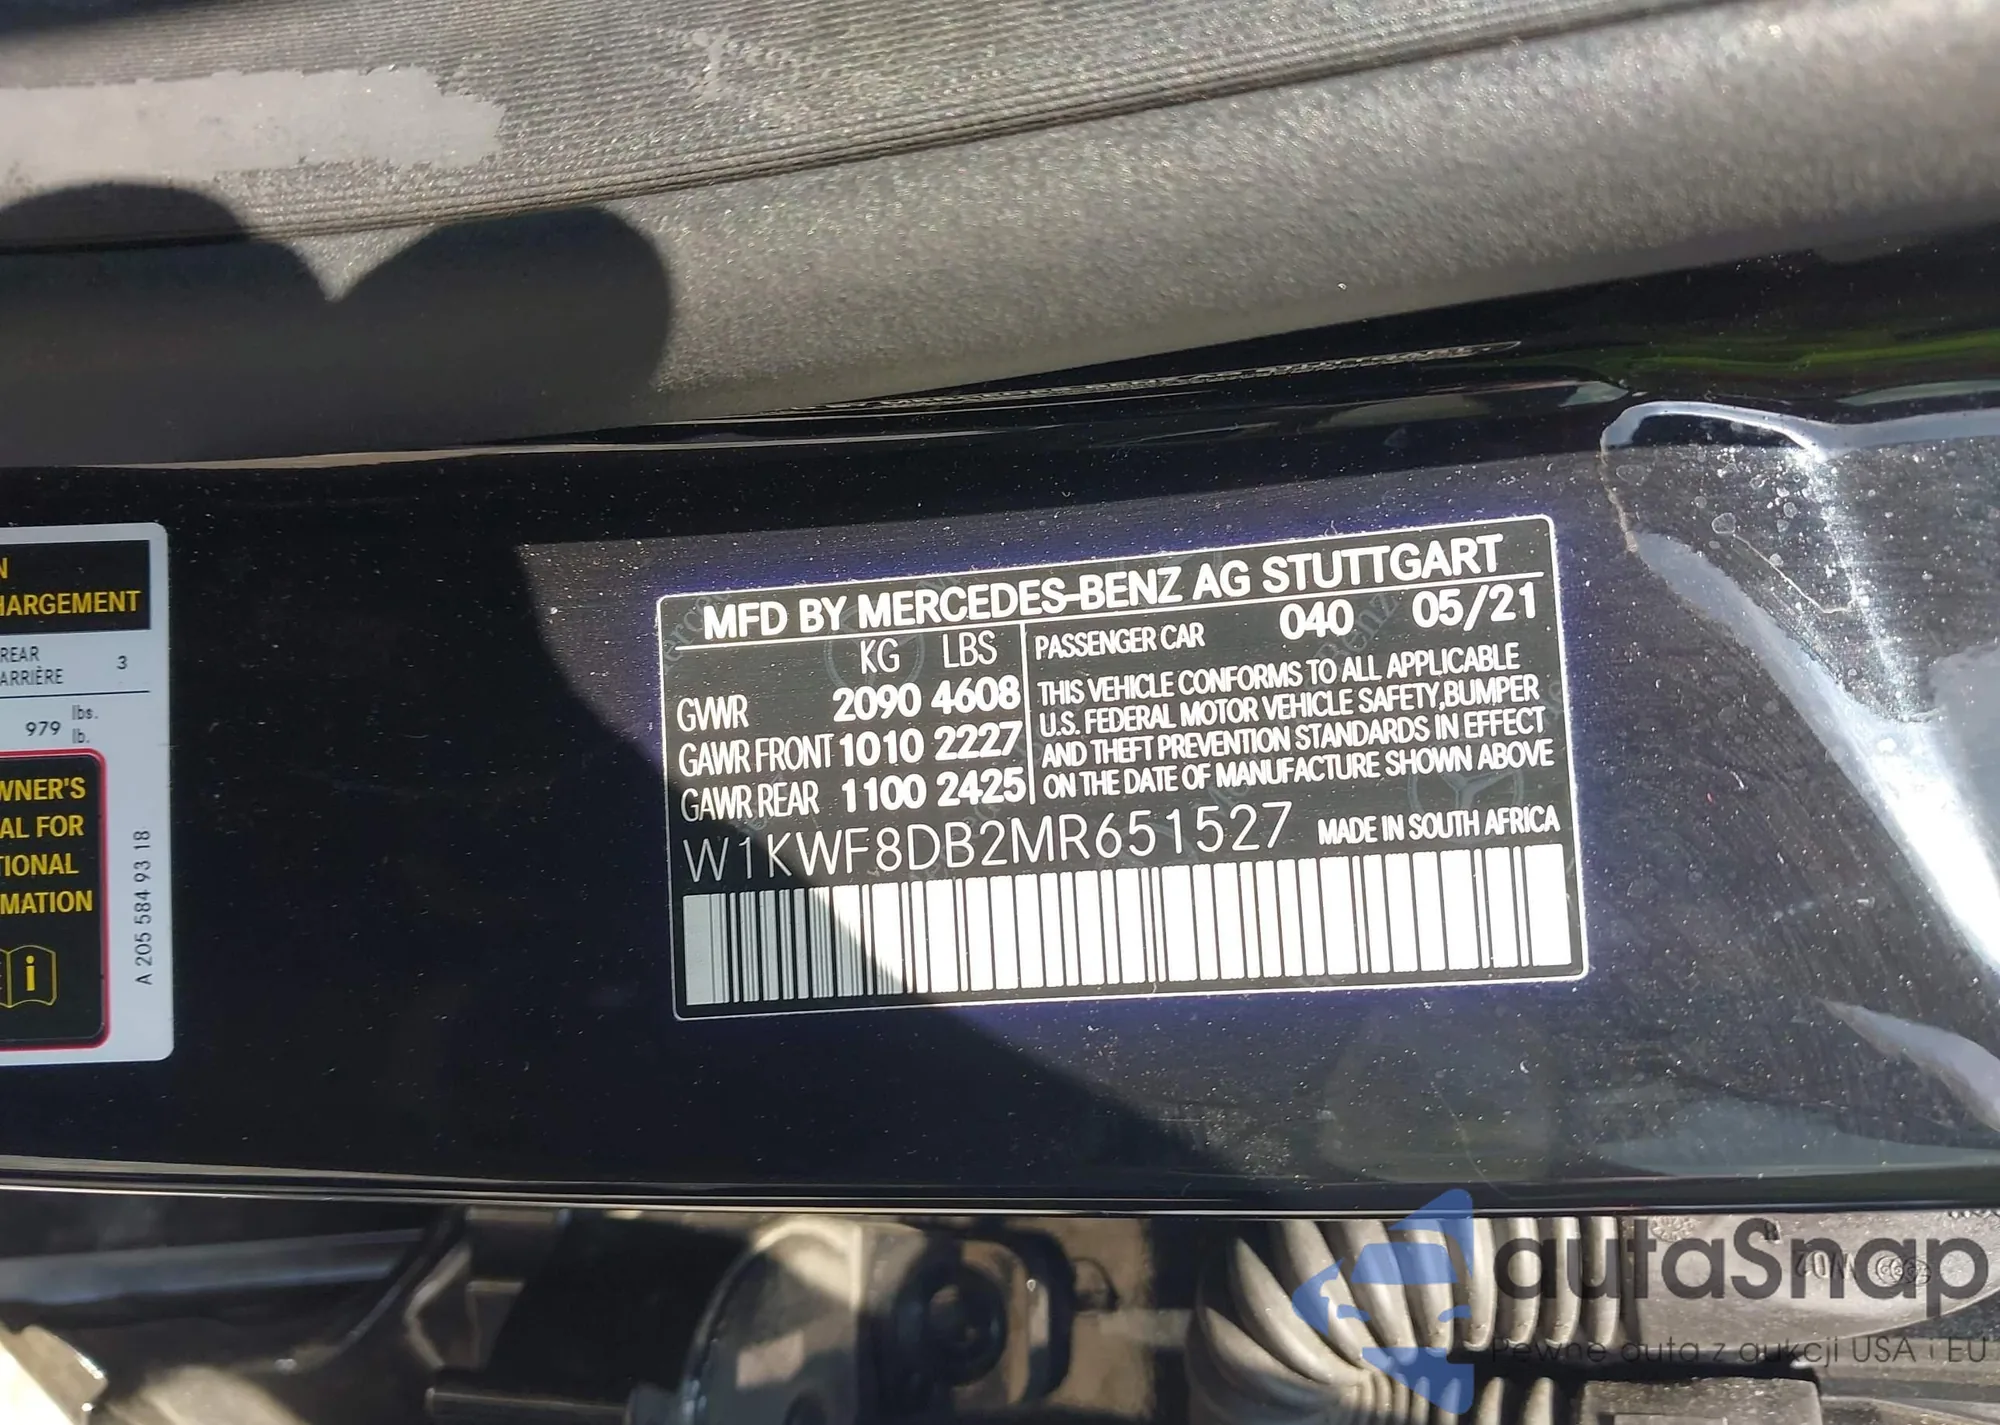 N
HARGEMENT
REAR
ARRIÈRE
3
979 lbs.
lb.
WNER'S
AL FOR
TIONAL
MATION
i
A 205 584 93 18
MFD BY MERCEDES-BENZ AG STUTTGART
KG LBS
GVWR 2090 4608
GAWR FRONT 1010 2227
GAWR REAR 1100 2425
PASSENGER CAR 040 05/21
THIS VEHICLE CONFORMS TO ALL APPLICABLE
U.S. FEDERAL MOTOR VEHICLE SAFETY, BUMPER
AND THEFT PREVENTION STANDARDS IN EFFECT
ON THE DATE OF MANUFACTURE SHOWN ABOVE
W1KWF8DB2MR651527 MADE IN SOUTH AFRICA
autaSnap
Pewne auta z aukcji USA i EU